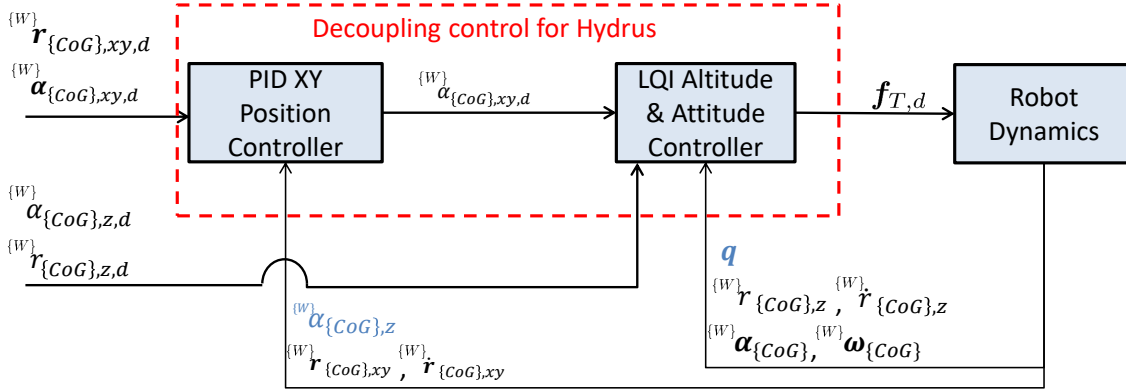 Decoupling control for Hydrus
{W}r{CoG},xy,d
{W}α{CoG},xy,d
PID XY
Position
Controller
{W}α{CoG},xy,d
LQI Altitude
& Attitude
Controller
f_T,d
Robot
Dynamics
{W}α{CoG},z,d
{W}r{CoG},z,d
q
{W}r{CoG},z , {W}ṙ{CoG},z
{W}α{CoG}, {W}ω{CoG}
{W}α{CoG},z
{W}r{CoG},xy , {W}ṙ{CoG},xy